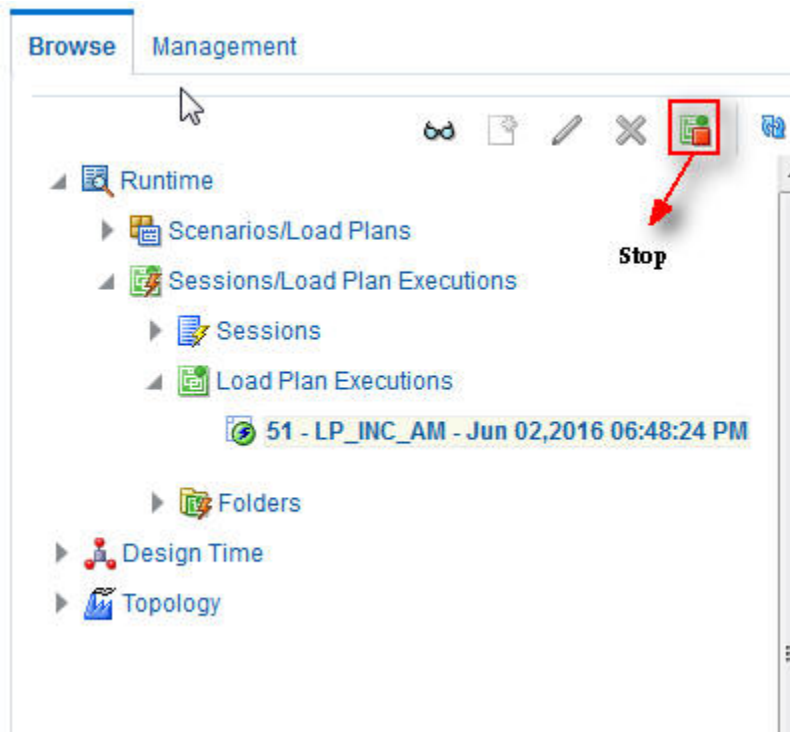 Browse Management
Runtime
Scenarios/Load Plans
Stop
Sessions/Load Plan Executions
Sessions
Load Plan Executions
51 - LP_INC_AM - Jun 02,2016 06:48:24 PM
Folders
Design Time
Topology